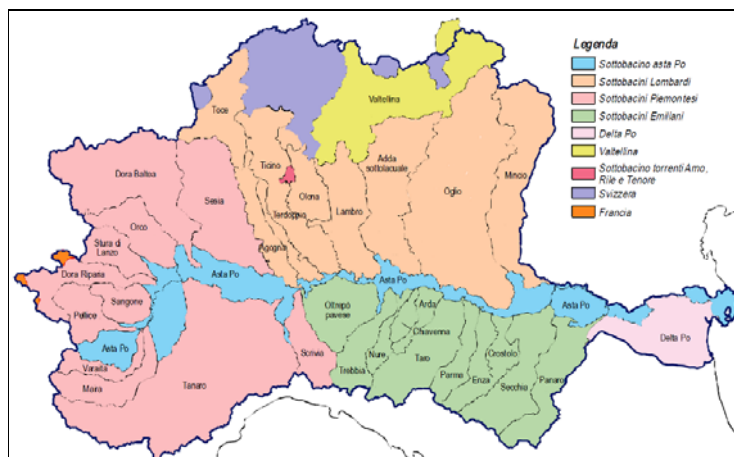 Legenda
Sottobacino asta Po
Sottobacini Lombardi
Sottobacini Piemontesi
Sottobacini Emiliani
Delta Po
Valtellina
Sottobacino torrenti Arno,
Rile e Tenore
Svizzera
Francia
Valtellina
Toce
Dora Baltea
Sesia
Ticino
Olona
Terdoppio
Agogna
Lambro
Adda
sottolacuale
Oglio
Mincio
Orco
Stura di
Lanzo
Dora Riparia
Sangone
Pellice
Asta Po
Varaita
Maira
Asta Po
Tanaro
Scrivia
Asta Po
Oltrepò
pavese
Trebbia
Nure
Arda
Chiavenna
Taro
Parma
Enza
Crostolo
Secchia
Panaro
Asta Po
Delta Po